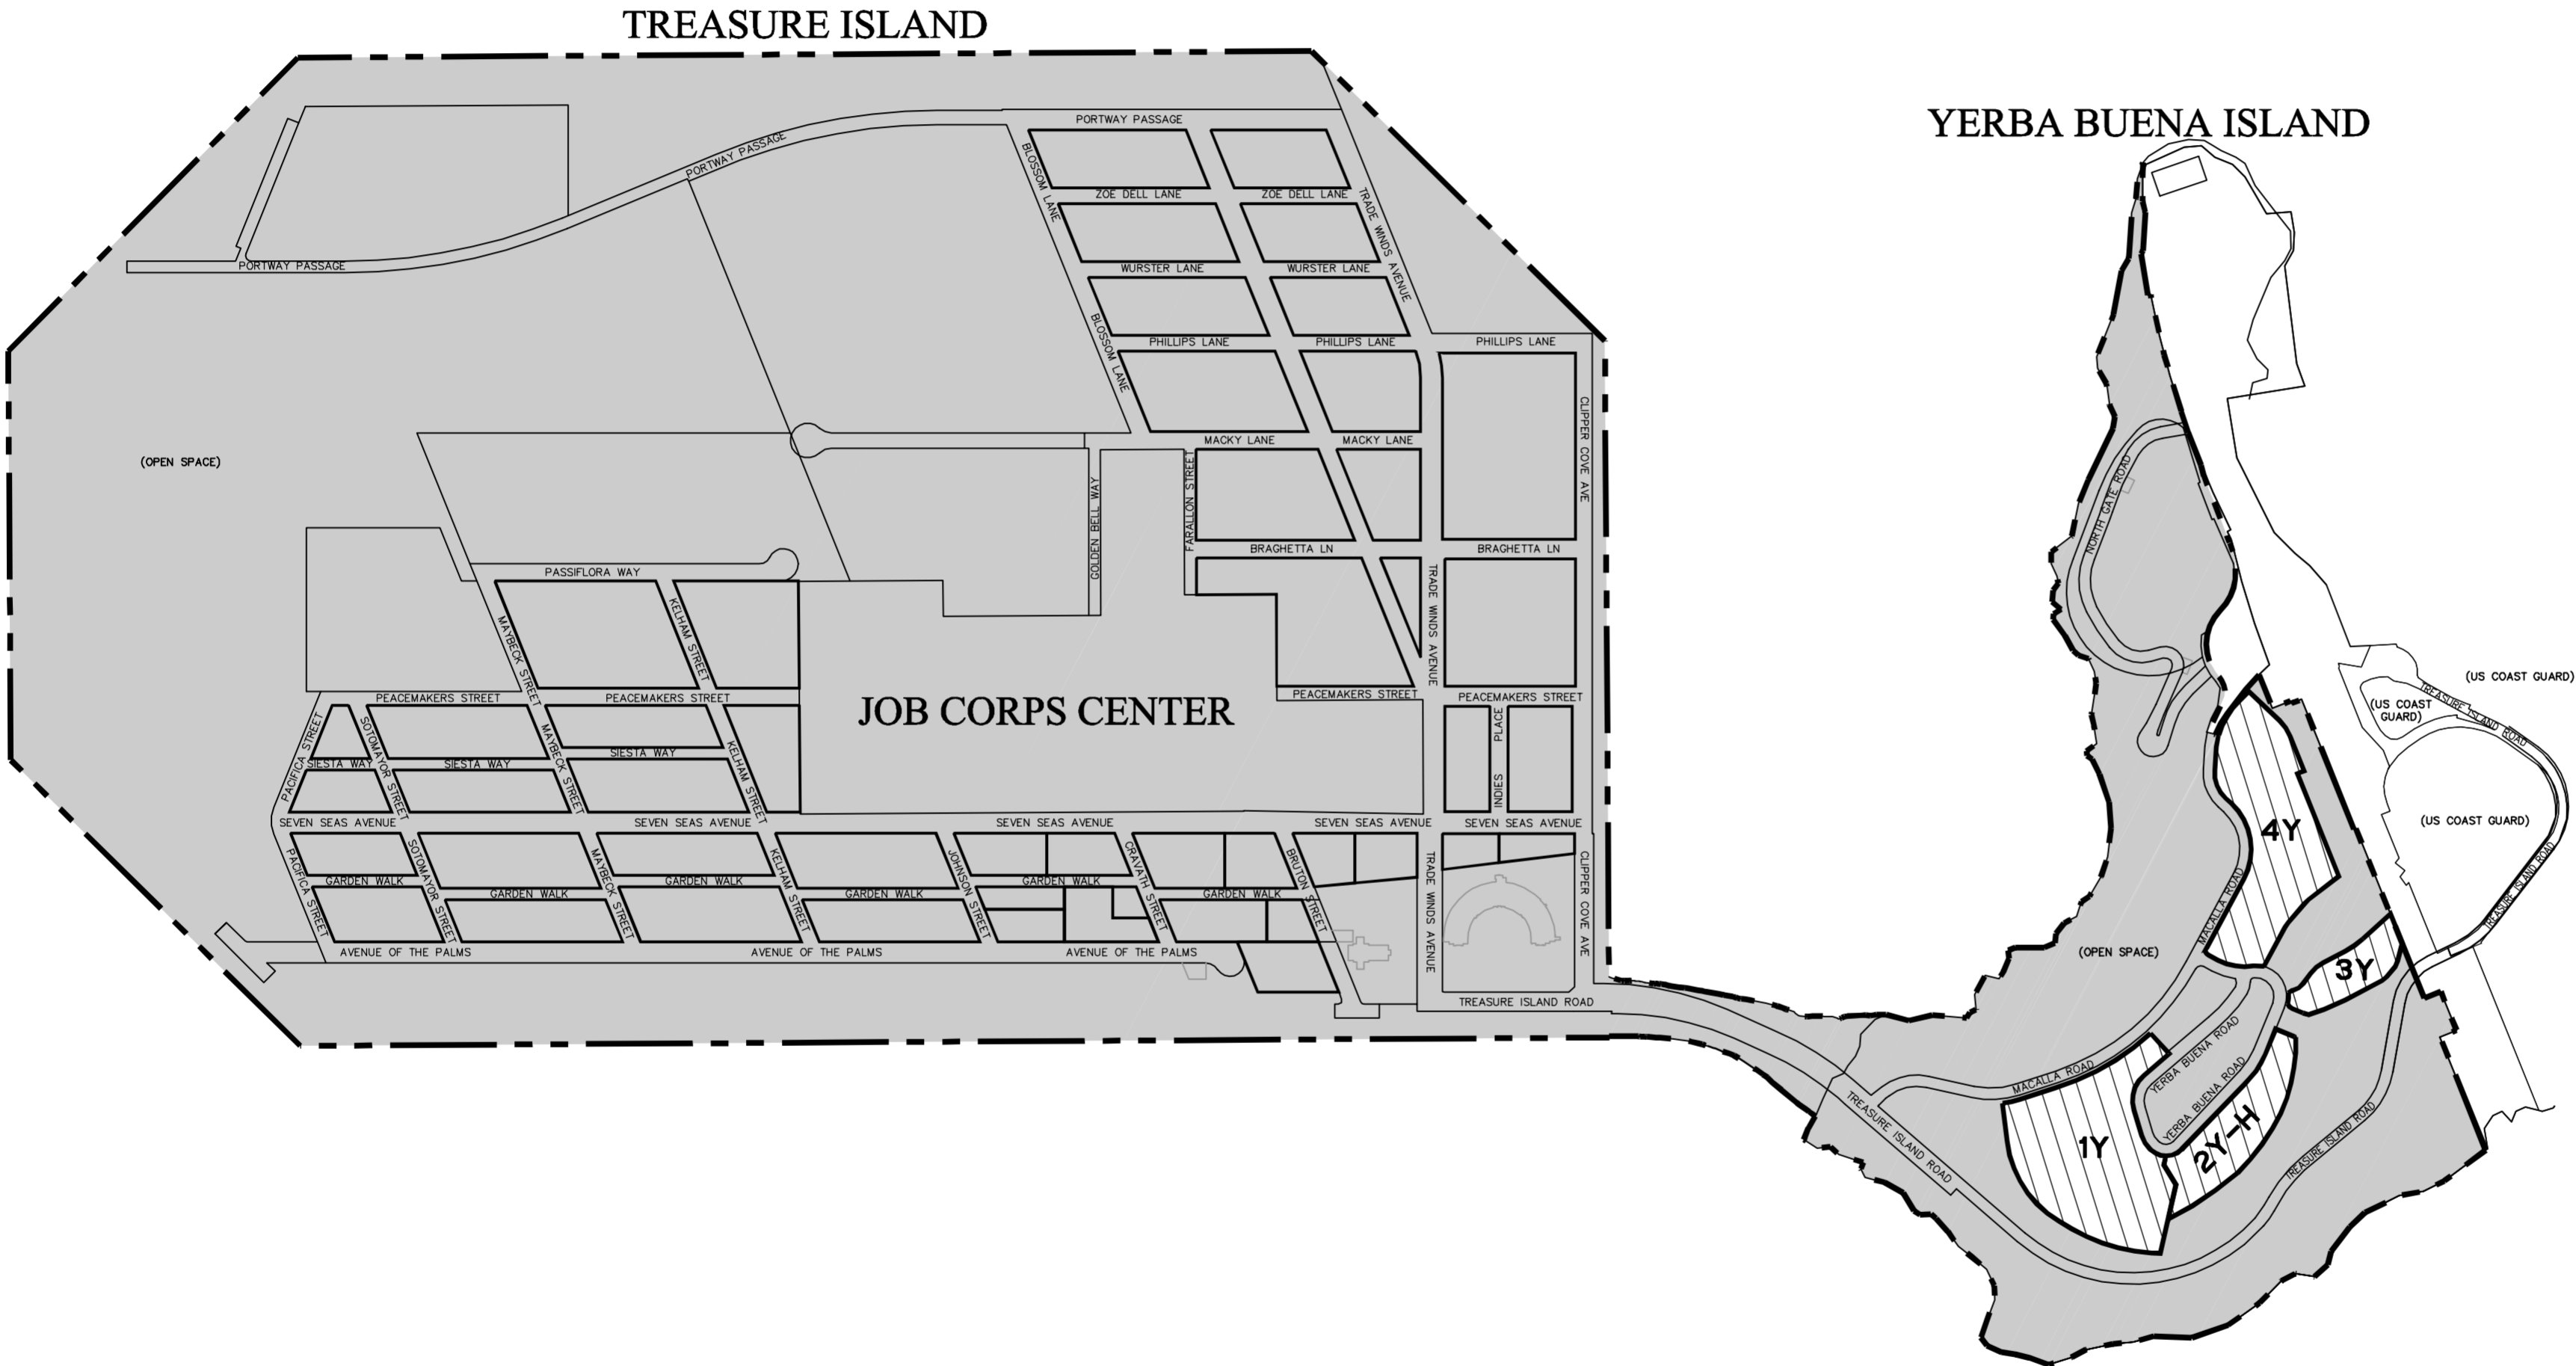 TREASURE ISLAND
YERBA BUENA ISLAND
PORTWAY PASSAGE
PORTWAY PASSAGE
PORTWAY PASSAGE
BLOSSOM LANE
ZOE DELL LANE
ZOE DELL LANE
TRADE WINDS AVENUE
WURSTER LANE
WURSTER LANE
BLOSSOM LANE
PHILLIPS LANE
PHILLIPS LANE
PHILLIPS LANE
CLIPPER COVE AVE
MACKY LANE
MACKY LANE
(OPEN SPACE)
GOLDEN BELL WAY
FARALLON STREET
BRAGHETTA LN
BRAGHETTA LN
PASSIFLORA WAY
MAYBECK STREET
KELHAM STREET
TRADE WINDS AVENUE
PEACEMAKERS STREET
PEACEMAKERS STREET
PEACEMAKERS STREET
PEACEMAKERS STREET
JOB CORPS CENTER
PACIFICA STREET
SOTOMAYOR STREET
MAYBECK STREET
KELHAM STREET
INDIES PLACE
SIESTA WAY
SIESTA WAY
SIESTA WAY
SEVEN SEAS AVENUE
SEVEN SEAS AVENUE
SEVEN SEAS AVENUE
SEVEN SEAS AVENUE
SEVEN SEAS AVENUE
PACIFICA STREET
SOTOMAYOR STREET
MAYBECK STREET
KELHAM STREET
JOHNSON STREET
CRAVATH STREET
BRUTON STREET
TRADE WINDS AVENUE
CLIPPER COVE AVE
GARDEN WALK
GARDEN WALK
GARDEN WALK
GARDEN WALK
GARDEN WALK
GARDEN WALK
AVENUE OF THE PALMS
AVENUE OF THE PALMS
AVENUE OF THE PALMS
TREASURE ISLAND ROAD
NORTH GATE ROAD
(US COAST GUARD)
(US COAST
GUARD)
TREASURE ISLAND ROAD
(US COAST GUARD)
TREASURE ISLAND ROAD
4Y
MACALLA ROAD
(OPEN SPACE)
3Y
YERBA BUENA ROAD
YERBA BUENA ROAD
MACALLA ROAD
TREASURE ISLAND ROAD
1Y
2Y-H
TREASURE ISLAND ROAD